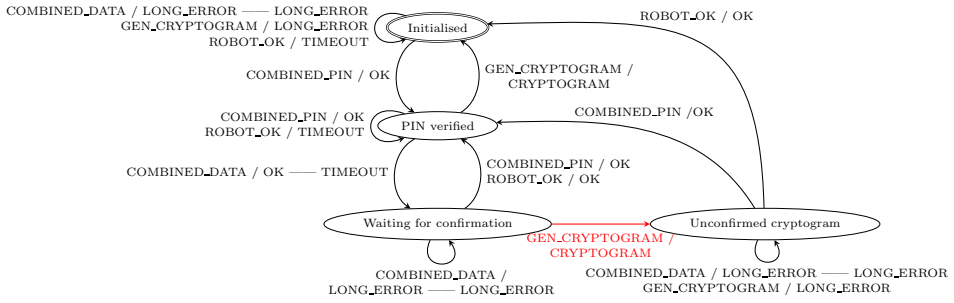 COMBINED_DATA / LONG_ERROR —— LONG_ERROR
GEN_CRYPTOGRAM / LONG_ERROR
ROBOT_OK / TIMEOUT
Initialised
ROBOT_OK / OK
COMBINED_PIN / OK
GEN_CRYPTOGRAM /
CRYPTOGRAM
COMBINED_PIN / OK
ROBOT_OK / TIMEOUT
PIN verified
COMBINED_PIN /OK
COMBINED_DATA / OK —— TIMEOUT
COMBINED_PIN / OK
ROBOT_OK / OK
Waiting for confirmation
GEN_CRYPTOGRAM /
CRYPTOGRAM
Unconfirmed cryptogram
COMBINED_DATA /
LONG_ERROR —— LONG_ERROR
COMBINED_DATA / LONG_ERROR —— LONG_ERROR
GEN_CRYPTOGRAM / LONG_ERROR